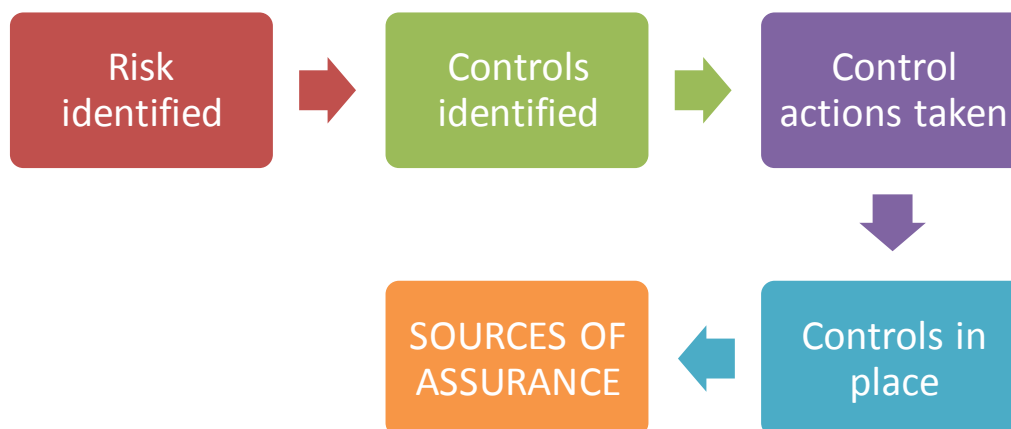 Risk
identified
Controls
identified
Control
actions taken
Controls in
place
SOURCES OF
ASSURANCE